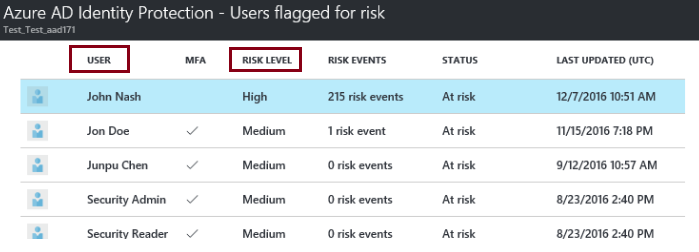 Azure AD Identity Protection - Users flagged for risk
Test_Test_aad171
USER MFA RISK LEVEL RISK EVENTS STATUS LAST UPDATED (UTC)
John Nash High 215 risk events At risk 12/7/2016 10:51 AM
Jon Doe Medium 1 risk event At risk 11/15/2016 7:18 PM
Junpu Chen Medium 0 risk events At risk 9/12/2016 10:57 AM
Security Admin Medium 0 risk events At risk 8/23/2016 2:40 PM
Security Reader Medium 0 risk events At risk 8/23/2016 2:40 PM